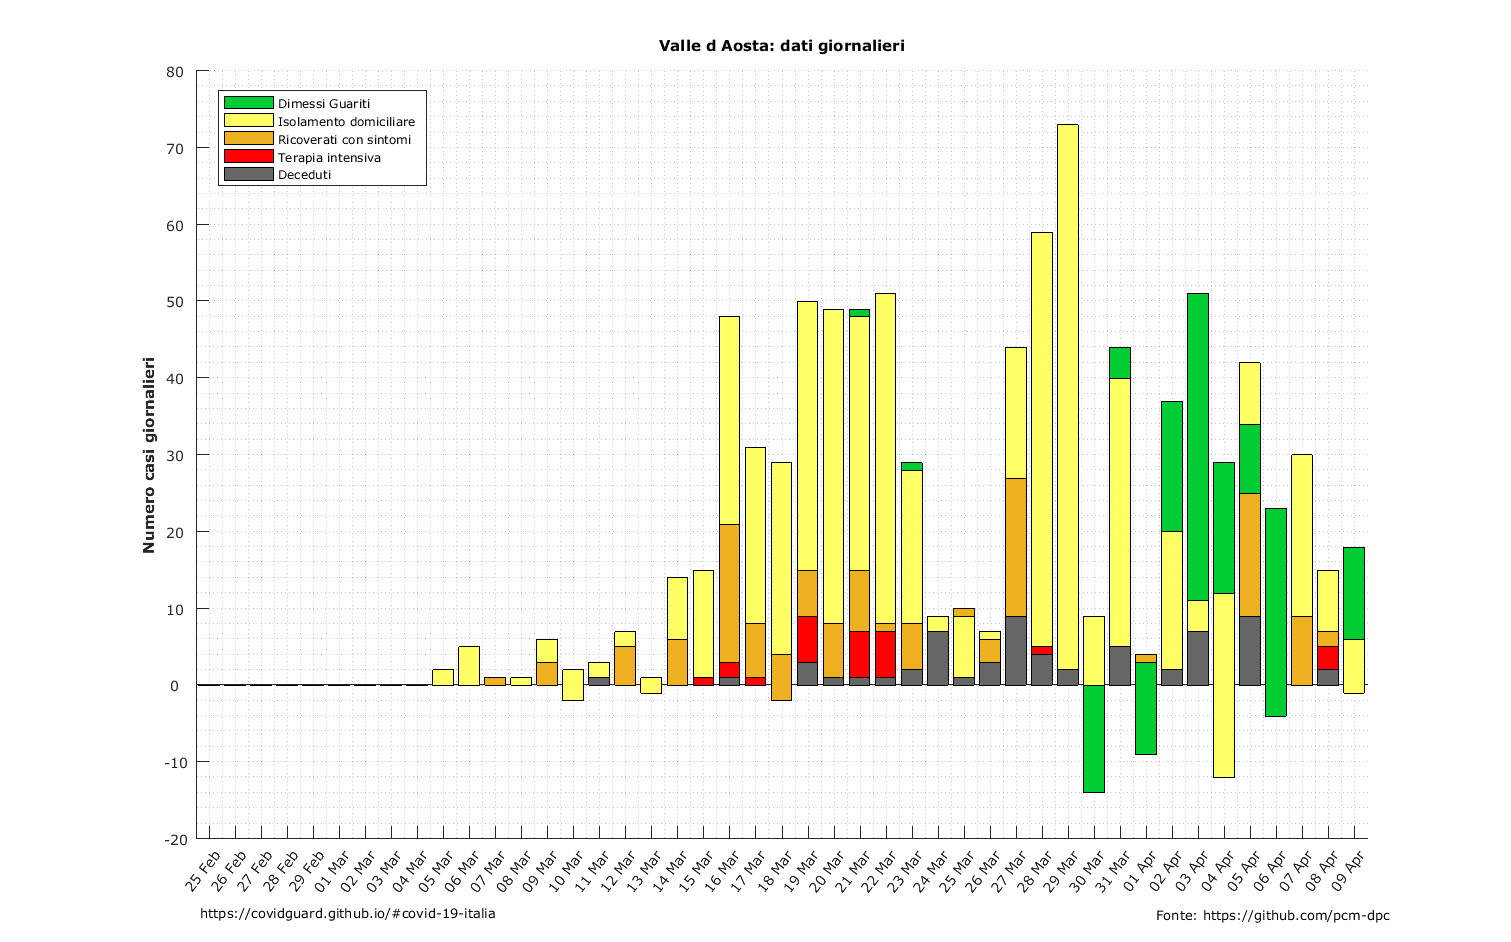 Valle d Aosta: dati giornalieri
Numero casi giornalieri
80
70
60
50
40
30
20
10
0
-10
-20
Dimessi Guariti
Isolamento domiciliare
Ricoverati con sintomi
Terapia intensiva
Deceduti
25 Feb
26 Feb
27 Feb
28 Feb
29 Feb
01 Mar
02 Mar
03 Mar
04 Mar
05 Mar
06 Mar
07 Mar
08 Mar
09 Mar
10 Mar
11 Mar
12 Mar
13 Mar
14 Mar
15 Mar
16 Mar
17 Mar
18 Mar
19 Mar
20 Mar
21 Mar
22 Mar
23 Mar
24 Mar
25 Mar
26 Mar
27 Mar
28 Mar
29 Mar
30 Mar
31 Mar
01 Apr
02 Apr
03 Apr
04 Apr
05 Apr
06 Apr
07 Apr
08 Apr
09 Apr
https://covidguard.github.io/#covid-19-italia
Fonte: https://github.com/pcm-dpc